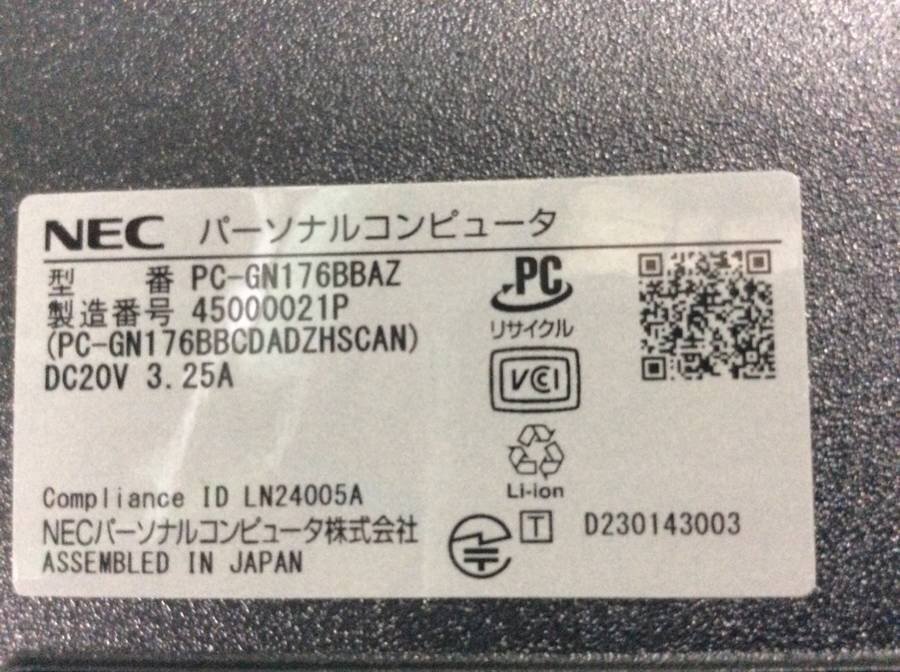 NEC パーソナルコンピュータ
型 番 PC-GN176BBAZ
製造番号 45000021P
(PC-GN176BBCDADZHSCAN)
DC20V 3.25A
PC
リサイクル
VCCI
Li-ion
Compliance ID LN24005A
NECパーソナルコンピュータ株式会社
ASSEMBLED IN JAPAN
T D230143003